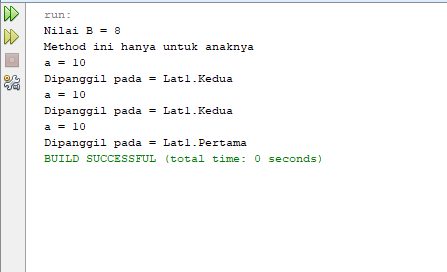 run:
Nilai B = 8
Method ini hanya untuk anaknya
a = 10
Dipanggil pada = Lat1.Kedua
a = 10
Dipanggil pada = Lat1.Kedua
a = 10
Dipanggil pada = Lat1.Pertama
BUILD SUCCESSFUL (total time: 0 seconds)